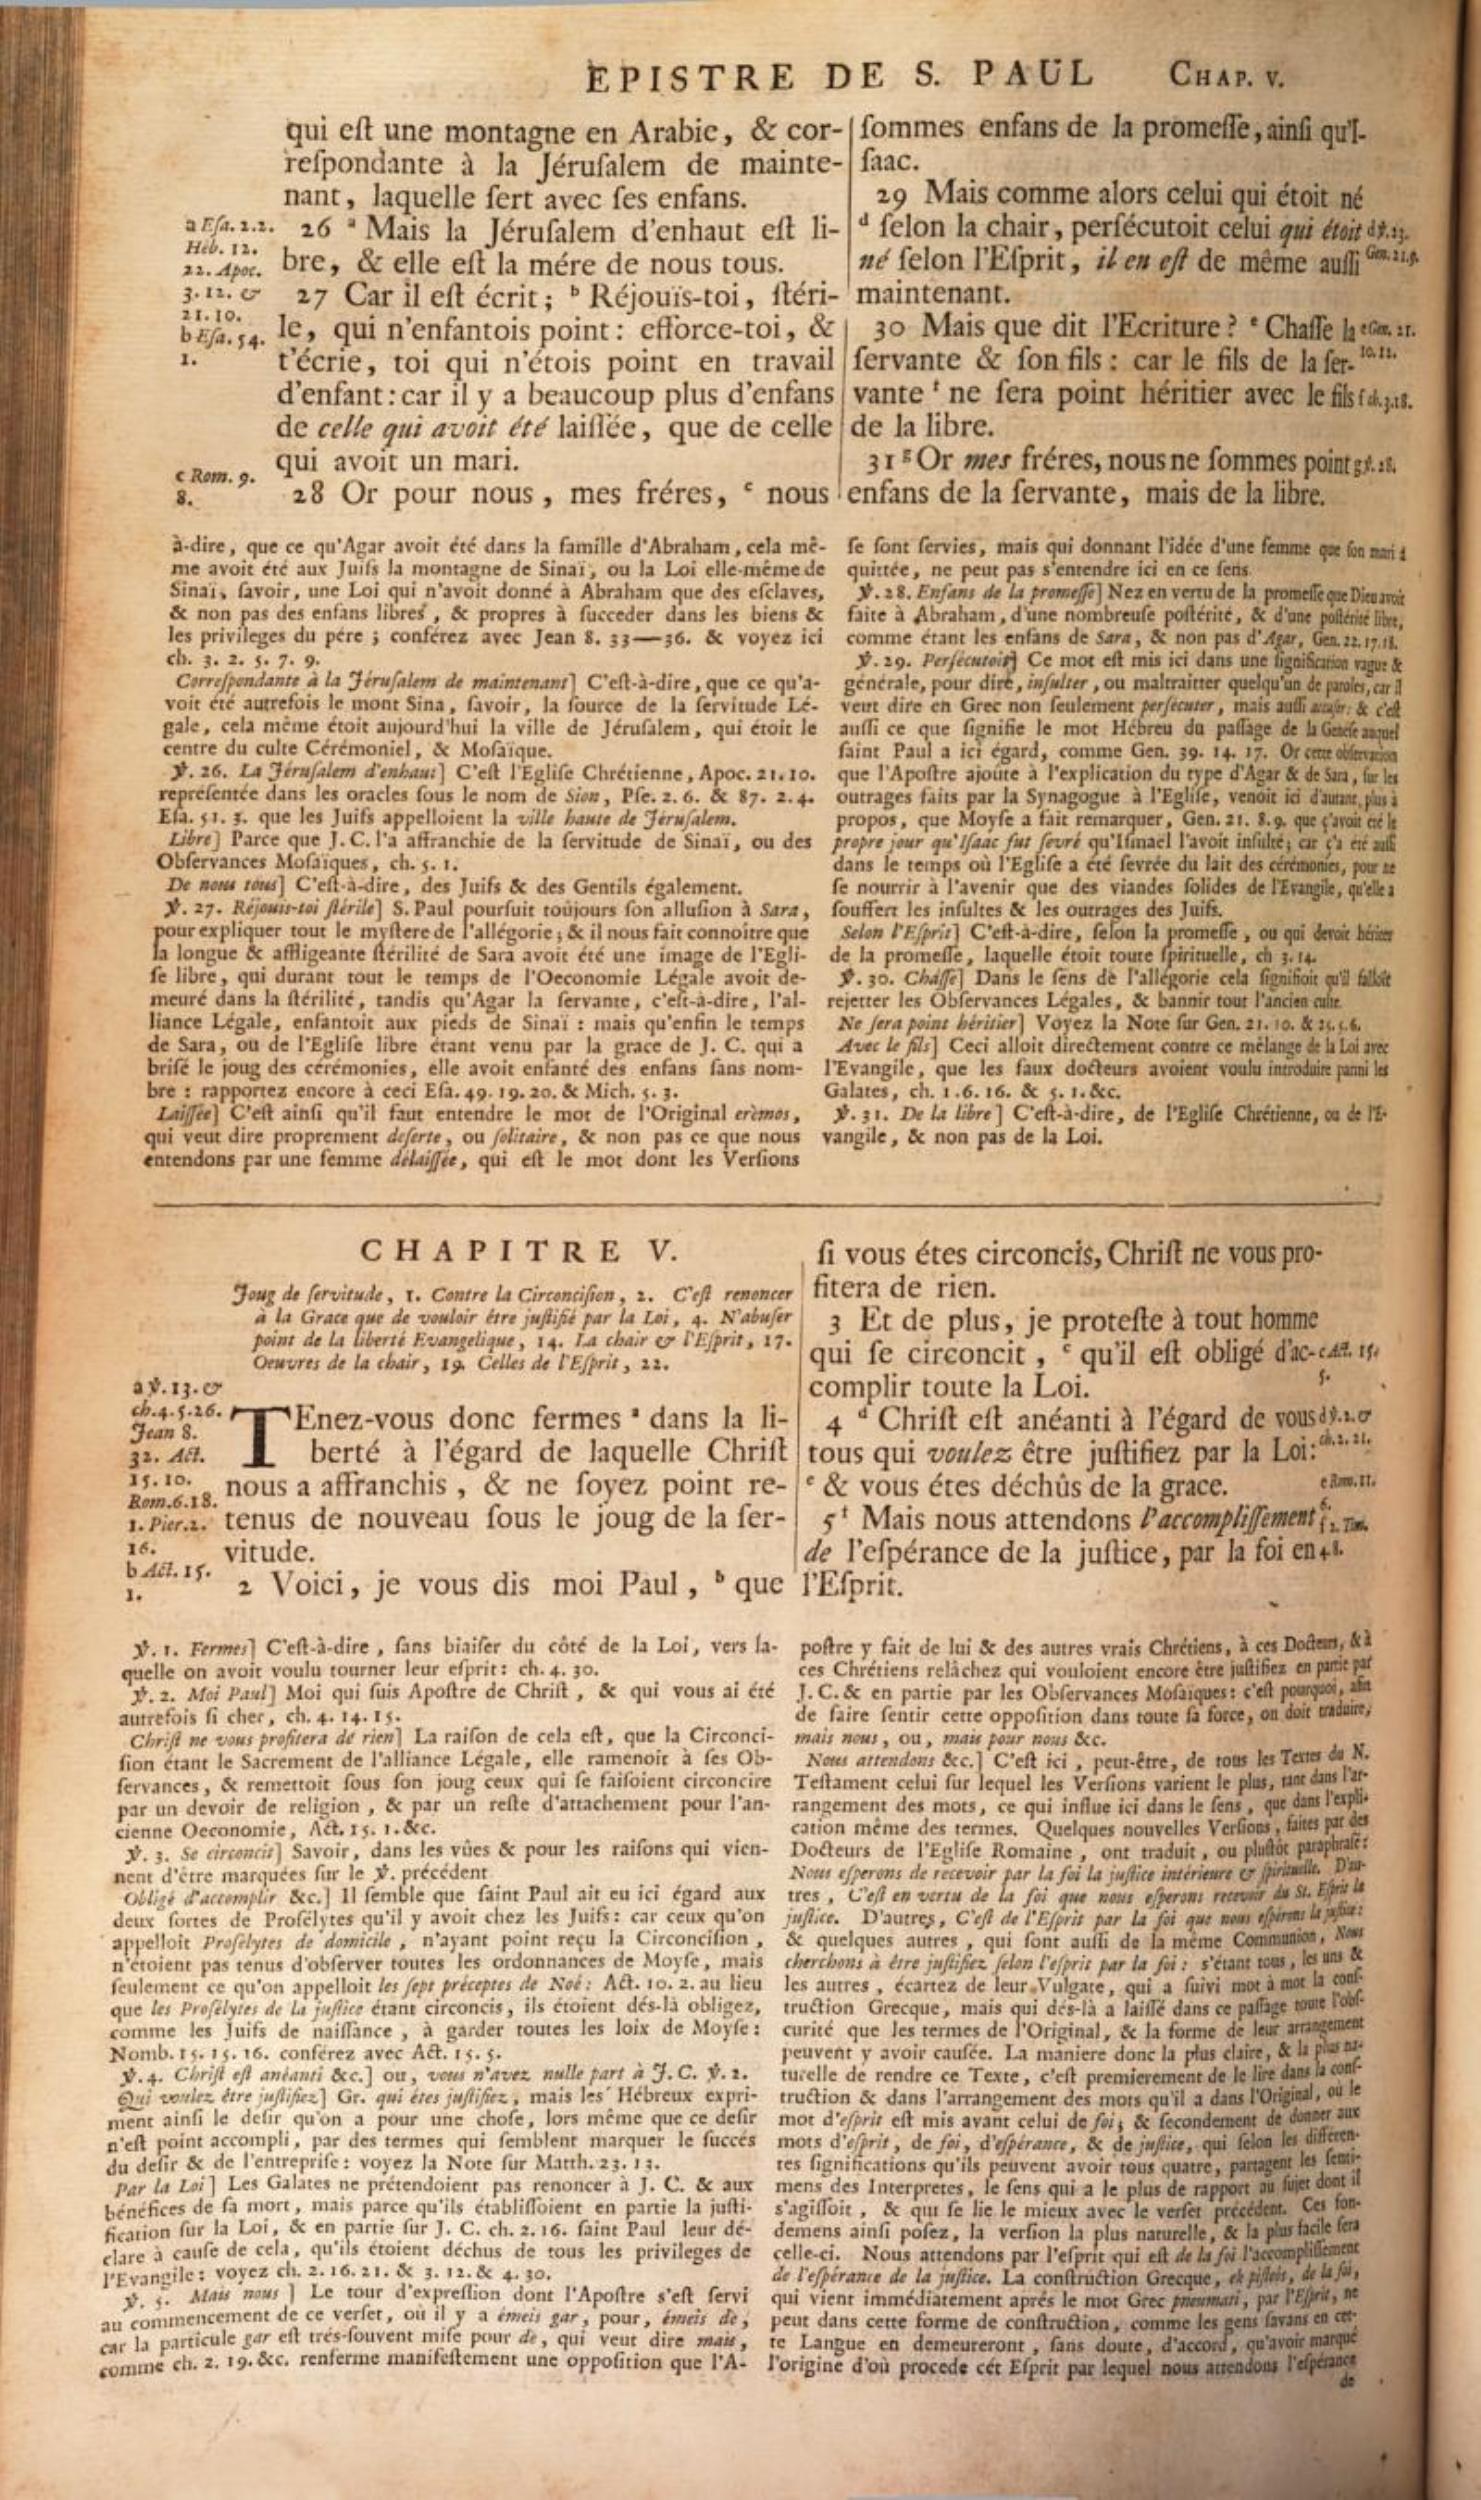 EPISTRE DE S. PAUL CHAP. V.
qui eſt une montagne en Arabie, & cor-
reſpondante à la Jéruſalem de mainte-
nant, laquelle ſert avec ſes enfans.
26 ª Mais la Jéruſalem d'enhaut eſt li-
bre, & elle eſt la mére de nous tous.
27 Car il eſt écrit; ᵇ Réjouïs-toi, ſtéri-
le, qui n'enfantois point: efforce-toi, &
t'écrie, toi qui n'étois point en travail
d'enfant: car il y a beaucoup plus d'enfans
de celle qui avoit été laiſſée, que de celle
qui avoit un mari.
28 Or pour nous, mes fréres, ᶜ nous
a Eſa. 2.2.
Héb. 12.
22. Apoc.
3. 12. &
21. 10.
b Eſa. 54.
1.
c Rom. 9.
8.
ſommes enfans de la promeſſe, ainſi qu'I-
ſaac.
29 Mais comme alors celui qui étoit né
ᵈ ſelon la chair, perſécutoit celui qui étoit
né ſelon l'Eſprit, il en eſt de même auſſi
maintenant.
30 Mais que dit l'Ecriture? ᵉ Chaſſe la
ſervante & ſon fils: car le fils de la ſer-
vante ᶠ ne ſera point héritier avec le fils
de la libre.
31 ᵍ Or mes fréres, nous ne ſommes point
enfans de la ſervante, mais de la libre.
d ℣. 23.
Gen. 21.9.
e Gen. 21.
10. 12.
f ch. 3.18.
g ℣. 28.
à-dire, que ce qu'Agar avoit été dans la famille d'Abraham, cela mê-
me avoit été aux Juifs la montagne de Sinaï, ou la Loi elle-même de
Sinaï, ſavoir, une Loi qui n'avoit donné à Abraham que des eſclaves,
& non pas des enfans libres, & propres à ſucceder dans les biens &
les privileges du pére; conférez avec Jean 8. 33—36. & voyez ici
ch. 3. 2. 5. 7. 9.
Correſpondante à la Jéruſalem de maintenant] C'eſt-à-dire, que ce qu'a-
voit été autrefois le mont Sina, ſavoir, la ſource de la ſervitude Lé-
gale, cela même étoit aujourd'hui la ville de Jéruſalem, qui étoit le
centre du culte Cérémoniel, & Moſaïque.
℣. 26. La Jéruſalem d'enhaut] C'eſt l'Egliſe Chrétienne, Apoc. 21. 10.
repréſentée dans les oracles ſous le nom de Sion, Pſe. 2. 6. & 87. 2. 4.
Eſa. 51. 3. que les Juifs appelloient la ville haute de Jéruſalem.
Libre] Parce que J. C. l'a affranchie de la ſervitude de Sinaï, ou des
Obſervances Moſaïques, ch. 5. 1.
De nous tous] C'eſt-à-dire, des Juifs & des Gentils également.
℣. 27. Réjouis-toi ſtérile] S. Paul pourſuit toûjours ſon alluſion à Sara,
pour expliquer tout le myſtere de l'allégorie; & il nous fait connoître que
la longue & affligeante ſtérilité de Sara avoit été une image de l'Egli-
ſe libre, qui durant tout le temps de l'Oeconomie Légale avoit de-
meuré dans la ſtérilité, tandis qu'Agar la ſervante, c'eſt-à-dire, l'al-
liance Légale, enfantoit aux pieds de Sinaï: mais qu'enfin le temps
de Sara, ou de l'Egliſe libre étant venu par la grace de J. C. qui a
briſé le joug des cérémonies, elle avoit enfanté des enfans ſans nom-
bre: rapportez encore à ceci Eſa. 49. 19. 20. & Mich. 5. 3.
Laiſſée] C'eſt ainſi qu'il faut entendre le mot de l'Original erèmos,
qui veut dire proprement deſerte, ou ſolitaire, & non pas ce que nous
entendons par une femme délaiſſée, qui eſt le mot dont les Verſions
ſe ſont ſervies, mais qui donnant l'idée d'une femme que ſon mari a
quittée, ne peut pas s'entendre ici en ce ſens.
℣. 28. Enfans de la promeſſe] Nez en vertu de la promeſſe que Dieu avoit
faite à Abraham, d'une nombreuſe poſtérité, & d'une poſtérité libre,
comme étant les enfans de Sara, & non pas d'Agar, Gen. 22. 17. 18.
℣. 29. Perſécutoit] Ce mot eſt mis ici dans une ſignification vague &
générale, pour dire, inſulter, ou maltraitter quelqu'un de paroles, car il
veut dire en Grec non ſeulement perſécuter, mais auſſi accuſer: & c'eſt
auſſi ce que ſignifie le mot Hébreu du paſſage de la Genéſe auquel
ſaint Paul a ici égard, comme Gen. 39. 14. 17. Or cette obſervation
que l'Apoſtre ajoûte à l'explication du type d'Agar & de Sara, ſur les
outrages faits par la Synagogue à l'Egliſe, venoit ici d'autant plus à
propos, que Moyſe a fait remarquer, Gen. 21. 8. 9. que ç'avoit été le
propre jour qu'Iſaac fut ſevré qu'Iſmaël l'avoit inſulté; car ç'a été auſſi
dans le temps où l'Egliſe a été ſevrée du lait des cérémonies, pour ne
ſe nourrir à l'avenir que des viandes ſolides de l'Evangile, qu'elle a
ſouffert les inſultes & les outrages des Juifs.
Selon l'Eſprit] C'eſt-à-dire, ſelon la promeſſe, ou qui devoit hériter
de la promeſſe, laquelle étoit toute ſpirituelle, ch 3. 14.
℣. 30. Chaſſe] Dans le ſens de l'allégorie cela ſignifioit qu'il falloit
rejetter les Obſervances Légales, & bannir tout l'ancien culte.
Ne ſera point héritier] Voyez la Note ſur Gen. 21. 10. & 25. 5. 6.
Avec le fils] Ceci alloit directement contre ce mêlange de la Loi avec
l'Evangile, que les faux docteurs avoient voulu introduire parmi les
Galates, ch. 1. 6. 16. & 5. 1. &c.
℣. 31. De la libre] C'eſt-à-dire, de l'Egliſe Chrétienne, ou de l'E-
vangile, & non pas de la Loi.
CHAPITRE V.
Joug de ſervitude, 1. Contre la Circonciſion, 2. C'eſt renoncer
à la Grace que de vouloir être juſtifié par la Loi, 4. N'abuſer
point de la liberté Evangelique, 14. La chair & l'Eſprit, 17.
Oeuvres de la chair, 19. Celles de l'Eſprit, 22.
TEnez-vous donc fermes ª dans la li-
berté à l'égard de laquelle Chriſt
nous a affranchis, & ne ſoyez point re-
tenus de nouveau ſous le joug de la ſer-
vitude.
2 Voici, je vous dis moi Paul, ᵇ que
a ℣. 13. &
ch. 4. 5. 26.
Jean 8.
32. Act.
15. 10.
Rom. 6. 18.
1. Pier. 2.
16.
b Act. 15.
1.
ſi vous étes circoncis, Chriſt ne vous pro-
fitera de rien.
3 Et de plus, je proteſte à tout homme
qui ſe circoncit, ᶜ qu'il eſt obligé d'ac-
complir toute la Loi.
4 ᵈ Chriſt eſt anéanti à l'égard de vous
tous qui voulez être juſtifiez par la Loi:
ᵉ & vous étes déchûs de la grace.
5 ᶠ Mais nous attendons l'accompliſſement
de l'eſpérance de la juſtice, par la foi en
l'Eſprit.
c Act. 15.
5.
d ℣. 2. &
ch. 2. 21.
e Rom. 11.
6.
f 2. Tim.
4 8.
℣. 1. Fermes] C'eſt-à-dire, ſans biaiſer du côté de la Loi, vers la-
quelle on avoit voulu tourner leur eſprit: ch. 4. 30.
℣. 2. Moi Paul] Moi qui ſuis Apoſtre de Chriſt, & qui vous ai été
autrefois ſi cher, ch. 4. 14. 15.
Chriſt ne vous profitera de rien] La raiſon de cela eſt, que la Circonci-
ſion étant le Sacrement de l'alliance Légale, elle ramenoit à ſes Ob-
ſervances, & remettoit ſous ſon joug ceux qui ſe faiſoient circoncire
par un devoir de religion, & par un reſte d'attachement pour l'an-
cienne Oeconomie, Act. 15. 1. &c.
℣. 3. Se circoncit] Savoir, dans les vûes & pour les raiſons qui vien-
nent d'être marquées ſur le ℣. précédent
Obligé d'accomplir &c.] Il ſemble que ſaint Paul ait eu ici égard aux
deux ſortes de Proſélytes qu'il y avoit chez les Juifs: car ceux qu'on
appelloit Proſélytes de domicile, n'ayant point reçu la Circonciſion,
n'étoient pas tenus d'obſerver toutes les ordonnances de Moyſe, mais
ſeulement ce qu'on appelloit les ſept préceptes de Noé: Act. 10. 2. au lieu
que les Proſélytes de la juſtice étant circoncis, ils étoient dés-là obligez,
comme les Juifs de naiſſance, à garder toutes les loix de Moyſe:
Nomb. 15. 15. 16. conférez avec Act. 15. 5.
℣. 4. Chriſt eſt anéanti &c.] ou, vous n'avez nulle part à J. C. ℣. 2.
Qui voulez être juſtifiez] Gr. qui étes juſtifiez, mais les Hébreux expri-
ment ainſi le deſir qu'on a pour une choſe, lors même que ce deſir
n'eſt point accompli, par des termes qui ſemblent marquer le ſuccés
du deſir & de l'entrepriſe: voyez la Note ſur Matth. 23. 13.
Par la Loi] Les Galates ne prétendoient pas renoncer à J. C. & aux
bénéfices de ſa mort, mais parce qu'ils établiſſoient en partie la juſti-
fication ſur la Loi, & en partie ſur J. C. ch. 2. 16. ſaint Paul leur dé-
clare à cauſe de cela, qu'ils étoient déchus de tous les privileges de
l'Evangile: voyez ch. 2. 16. 21. & 3. 12. & 4. 30.
℣. 5. Mais nous] Le tour d'expreſſion dont l'Apoſtre s'eſt ſervi
au commencement de ce verſet, où il y a émeis gar, pour, émeis de,
car la particule gar eſt trés-ſouvent miſe pour de, qui veut dire mais,
comme ch. 2. 19. &c. renferme manifeſtement une oppoſition que l'A-
poſtre y fait de lui & des autres vrais Chrétiens, à ces Docteurs, & à
ces Chrétiens relâchez qui vouloient encore être juſtifiez en partie par
J. C. & en partie par les Obſervances Moſaïques: c'eſt pourquoi, afin
de faire ſentir cette oppoſition dans toute ſa force, on doit traduire,
mais nous, ou, mais pour nous &c.
Nous attendons &c.] C'eſt ici, peut-être, de tous les Textes du N.
Teſtament celui ſur lequel les Verſions varient le plus, tant dans l'ar-
rangement des mots, ce qui influe ici dans le ſens, que dans l'expli-
cation même des termes. Quelques nouvelles Verſions, faites par des
Docteurs de l'Egliſe Romaine, ont traduit, ou pluſtôt paraphraſé:
Nous eſperons de recevoir par la foi la juſtice intérieure & ſpirituelle. D'au-
tres, C'eſt en vertu de la foi que nous eſperons recevoir du St. Eſprit la
juſtice. D'autres, C'eſt de l'Eſprit par la foi que nous eſpérons la juſtice:
& quelques autres, qui ſont auſſi de la même Communion, Nous
cherchons à être juſtifiez ſelon l'eſprit par la foi: s'étant tous, les uns &
les autres, écartez de leur Vulgate, qui a ſuivi mot à mot la conſ-
truction Grecque, mais qui dés-là a laiſſé dans ce paſſage toute l'obſ-
curité que les termes de l'Original, & la forme de leur arrangement
peuvent y avoir cauſée. La maniere donc la plus claire, & la plus na-
turelle de rendre ce Texte, c'eſt premierement de le lire dans la conſ-
truction & dans l'arrangement des mots qu'il a dans l'Original, où le
mot d'eſprit eſt mis avant celui de foi; & ſecondement de donner aux
mots d'eſprit, de foi, d'eſpérance, & de juſtice, qui ſelon les différen-
tes ſignifications qu'ils peuvent avoir tous quatre, partagent les ſenti-
mens des Interpretes, le ſens qui a le plus de rapport au ſujet dont il
s'agiſſoit, & qui ſe lie le mieux avec le verſet précédent. Ces fon-
demens ainſi poſez, la verſion la plus naturelle, & la plus facile ſera
celle-ci. Nous attendons par l'eſprit qui eſt de la foi l'accompliſſement
de l'eſpérance de la juſtice. La conſtruction Grecque, ek piſteôs, de la foi,
qui vient immédiatement aprés le mot Grec pneumati, par l'Eſprit, ne
peut dans cette forme de conſtruction, comme les gens ſavans en cet-
te Langue en demeureront, ſans doute, d'accord, qu'avoir marqué
l'origine d'où procede cét Eſprit par lequel nous attendons l'eſpérance
de